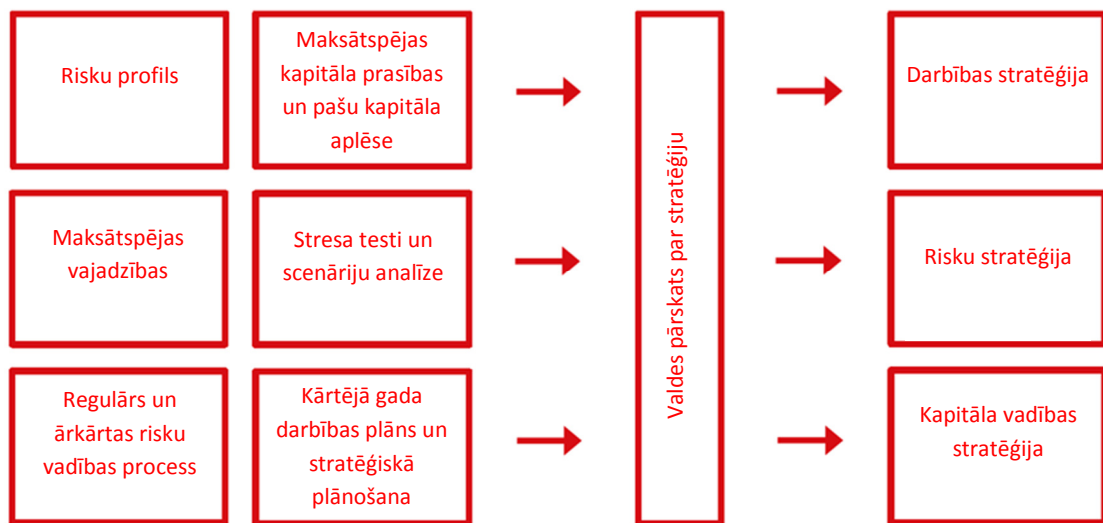 Risku profils
Maksātspējas
kapitāla prasības
un pašu kapitāla
aplēse
Darbības stratēģija
Maksātspējas
vajadzības
Stresa testi un
scenāriju analīze
Valdes pārskats par stratēģiju
Risku stratēģija
Regulārs un
ārkārtas risku
vadības process
Kārtējā gada
darbības plāns un
stratēģiskā
plānošana
Kapitāla vadības
stratēģija